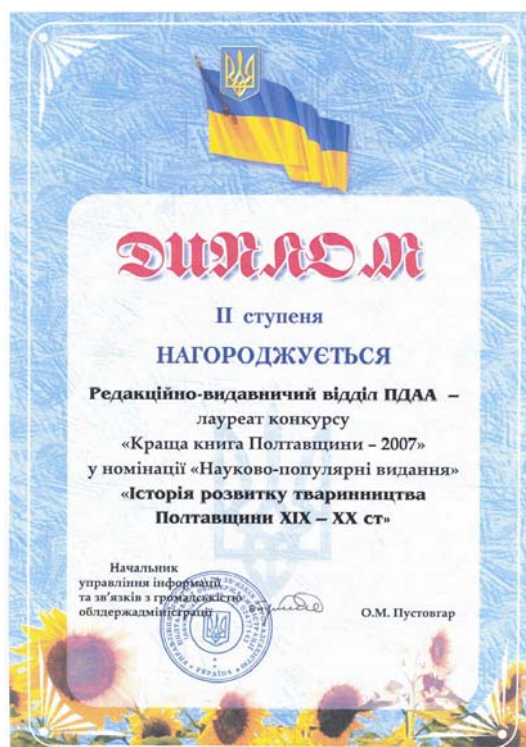 ДИПЛОМ
II ступеня
НАГОРОДЖУЄТЬСЯ
Редакційно-видавничий відділ ПДАА –
лауреат конкурсу
«Краща книга Полтавщини – 2007»
у номінації «Науково-популярні видання»
«Історія розвитку тваринництва
Полтавщини XIX – XX ст»
Начальник
управління інформації
та зв'язків з громадськістю
облдержадміністрації
О.М. Пустовгар
УКРАЇНА